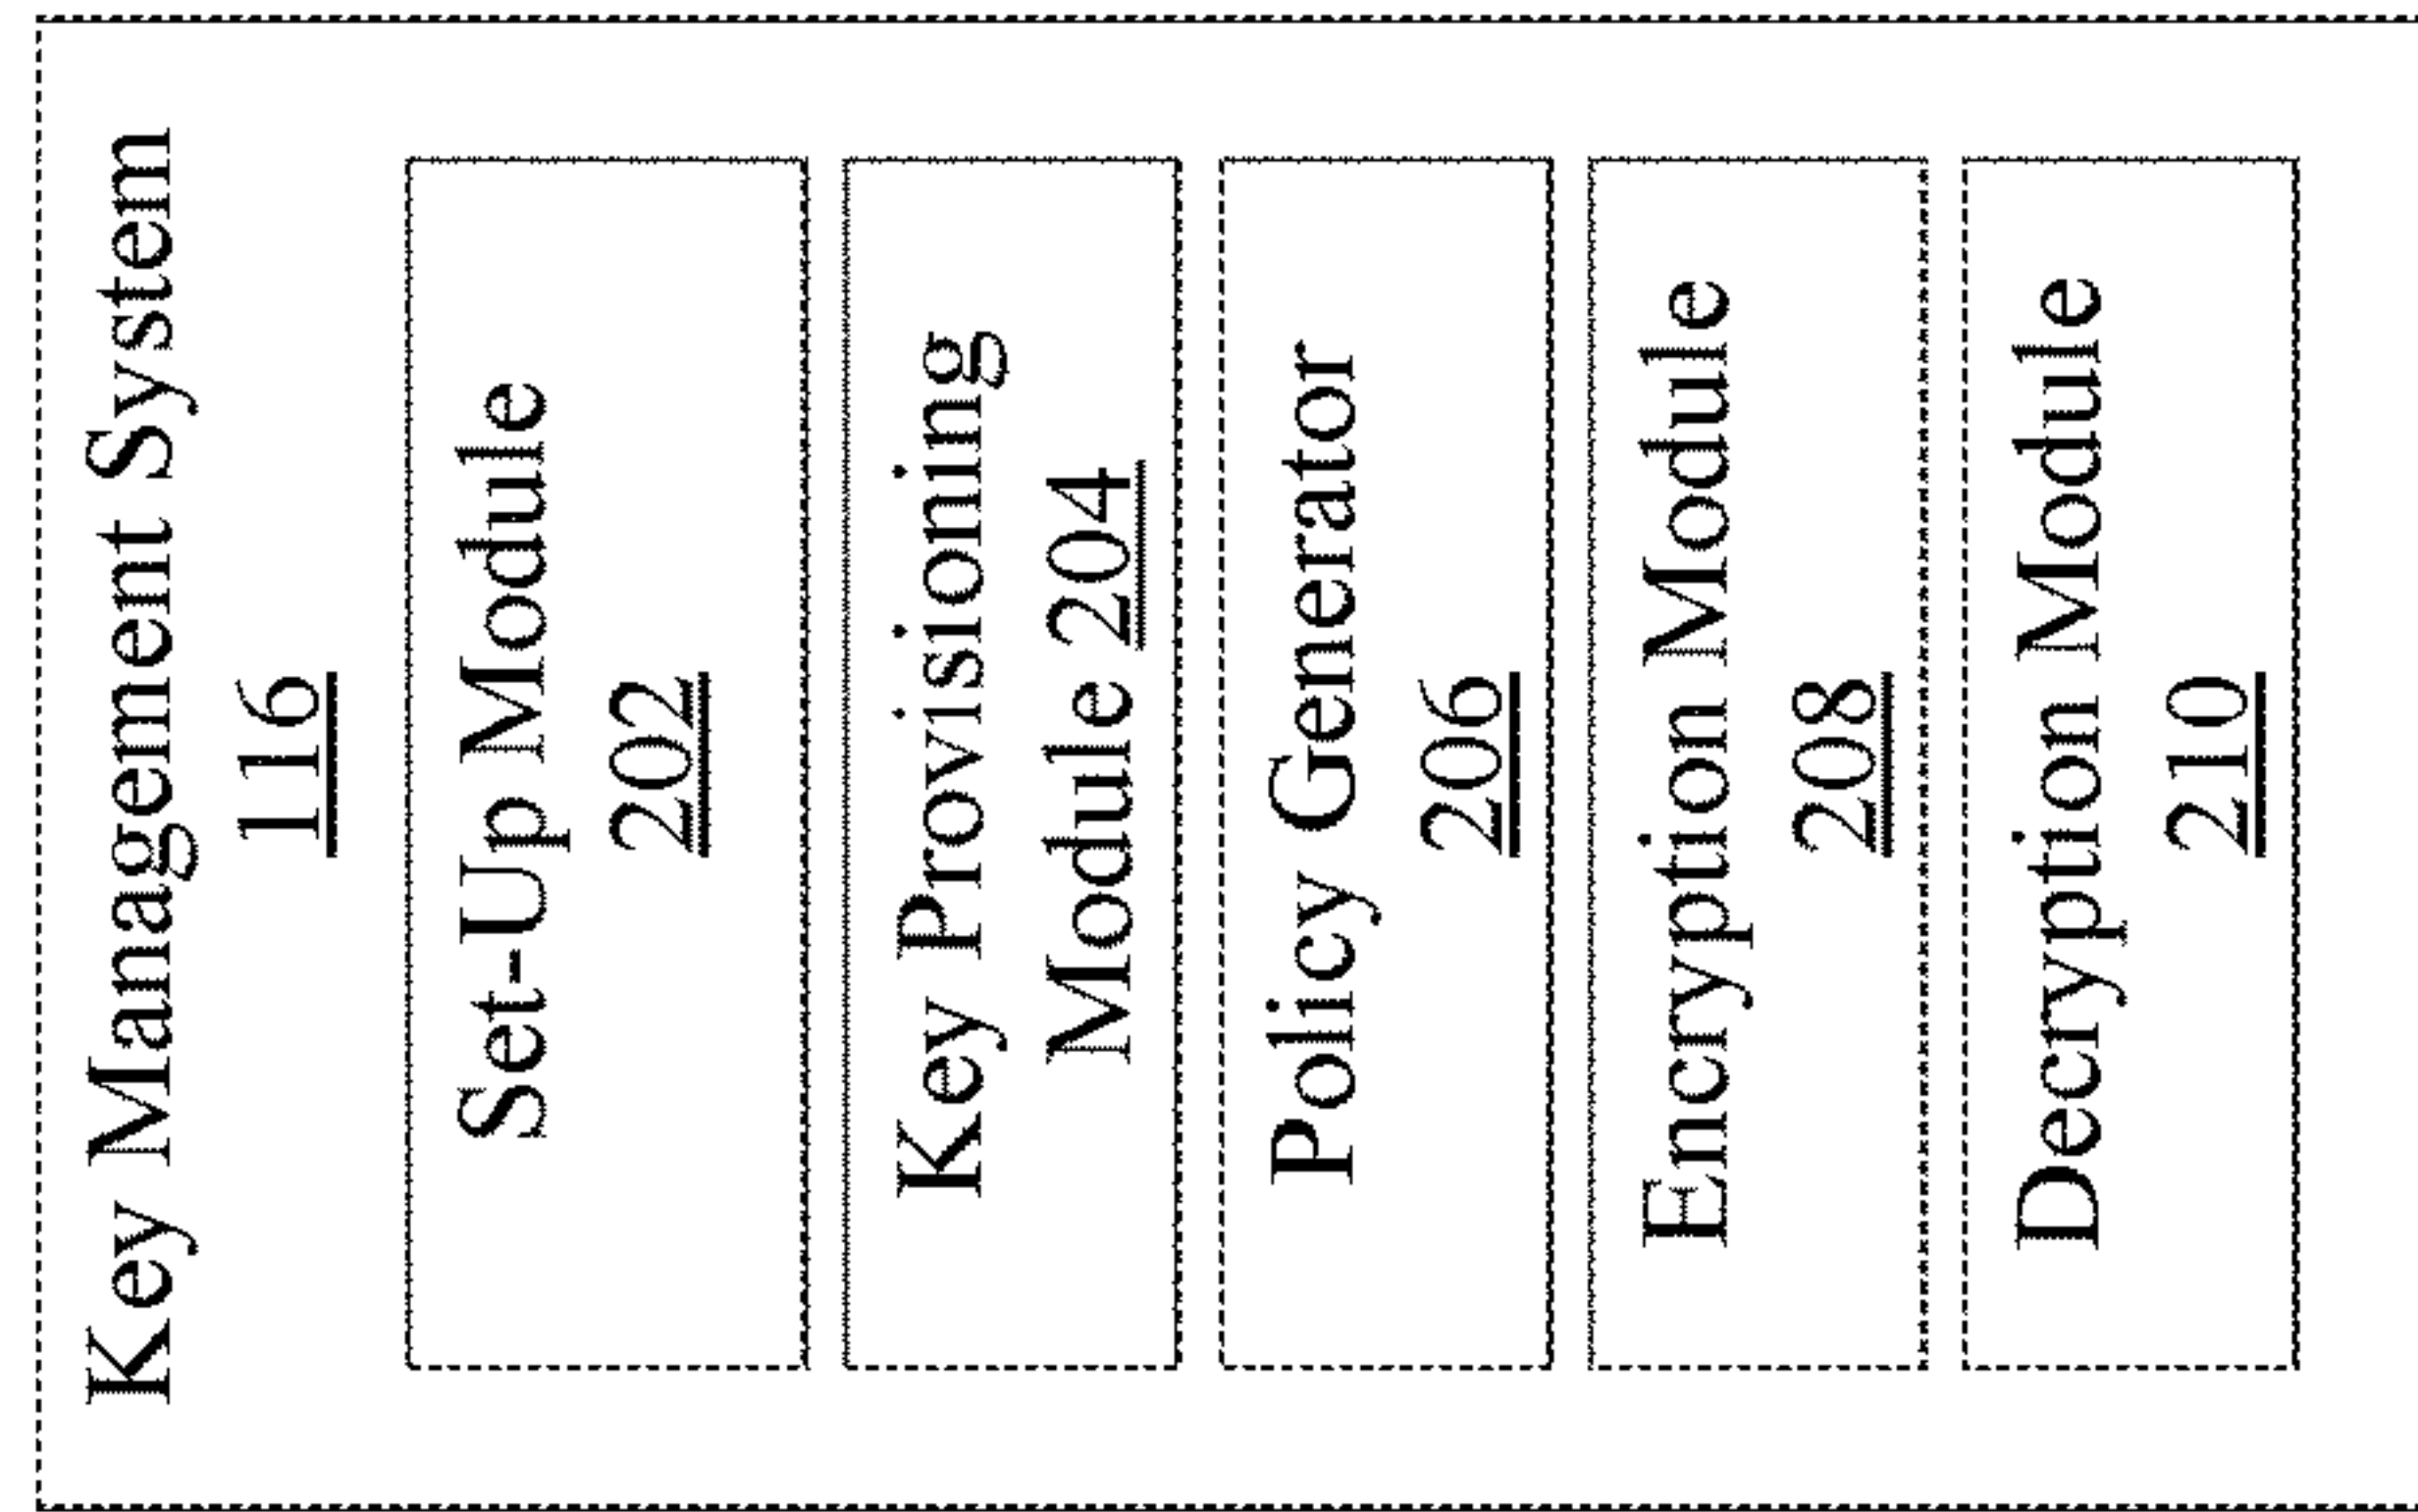 Key Management System
116
Set-Up Module
202
Key Provisioning
Module 204
Policy Generator
206
Encryption Module
208
Decryption Module
210